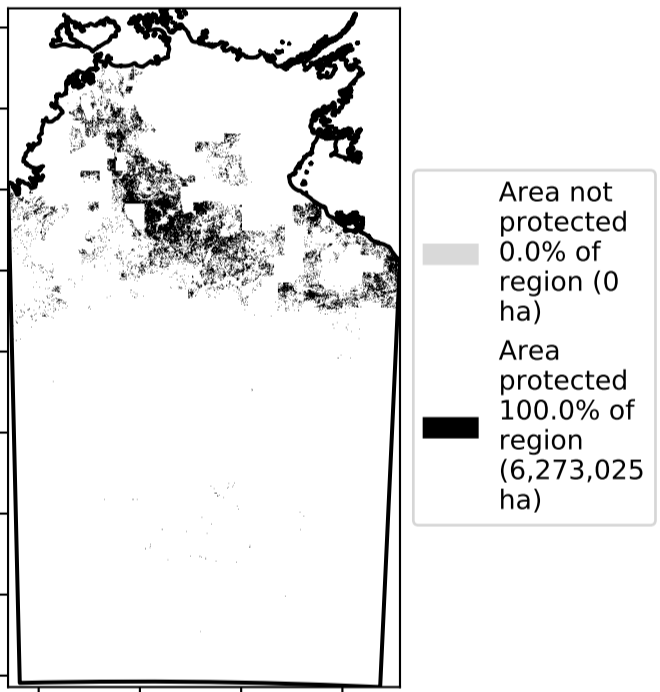 Area not
protected
0.0% of
region (0
ha)
Area
protected
100.0% of
region
(6,273,025
ha)